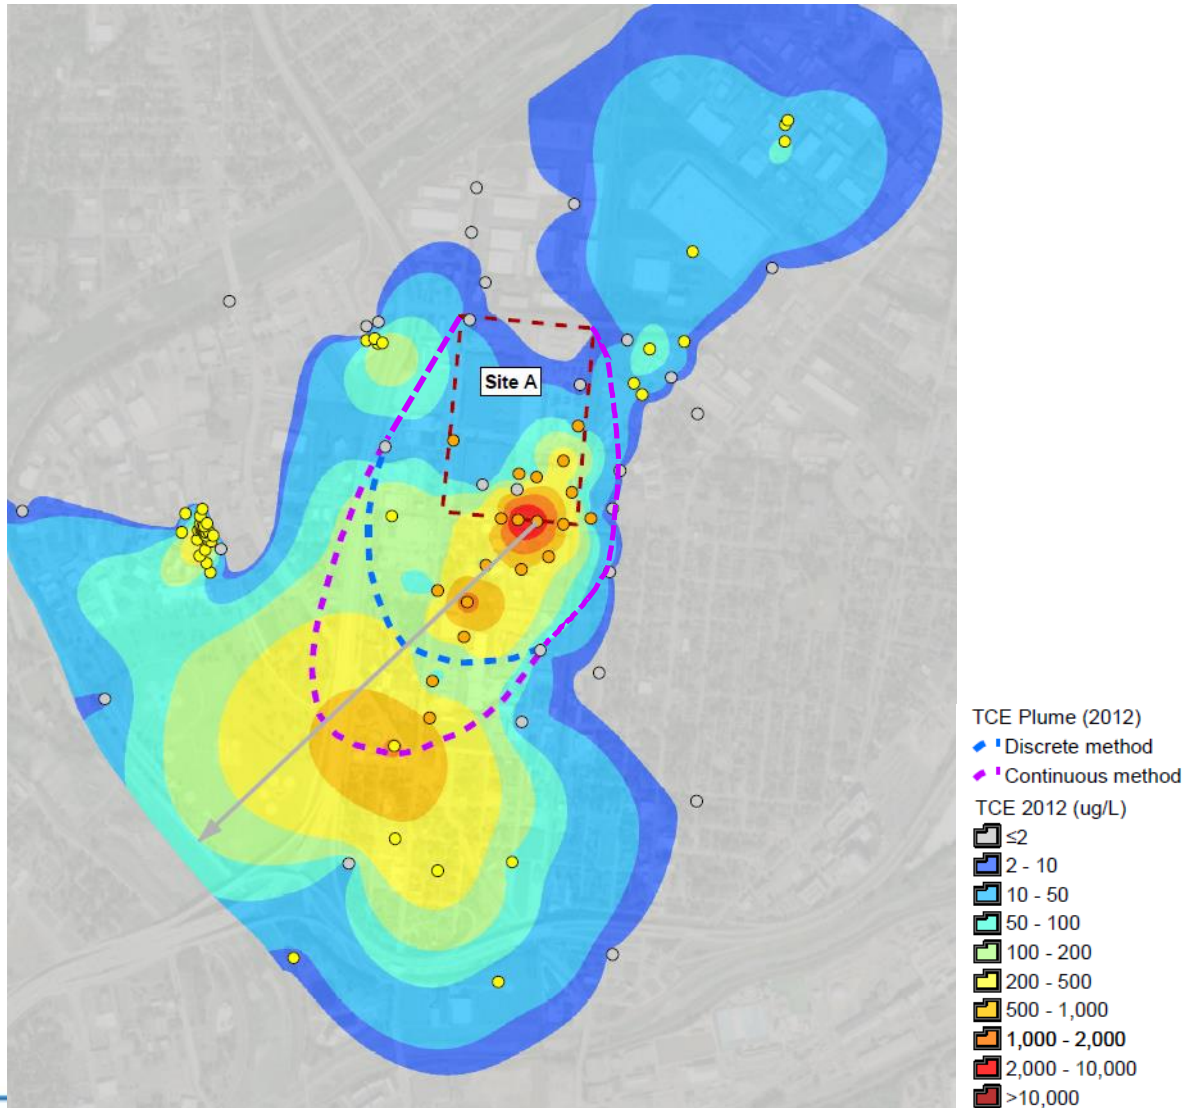 Site A
TCE Plume (2012)
Discrete method
Continuous method
TCE 2012 (ug/L)
≤2
2 - 10
10 - 50
50 - 100
100 - 200
200 - 500
500 - 1,000
1,000 - 2,000
2,000 - 10,000
>10,000